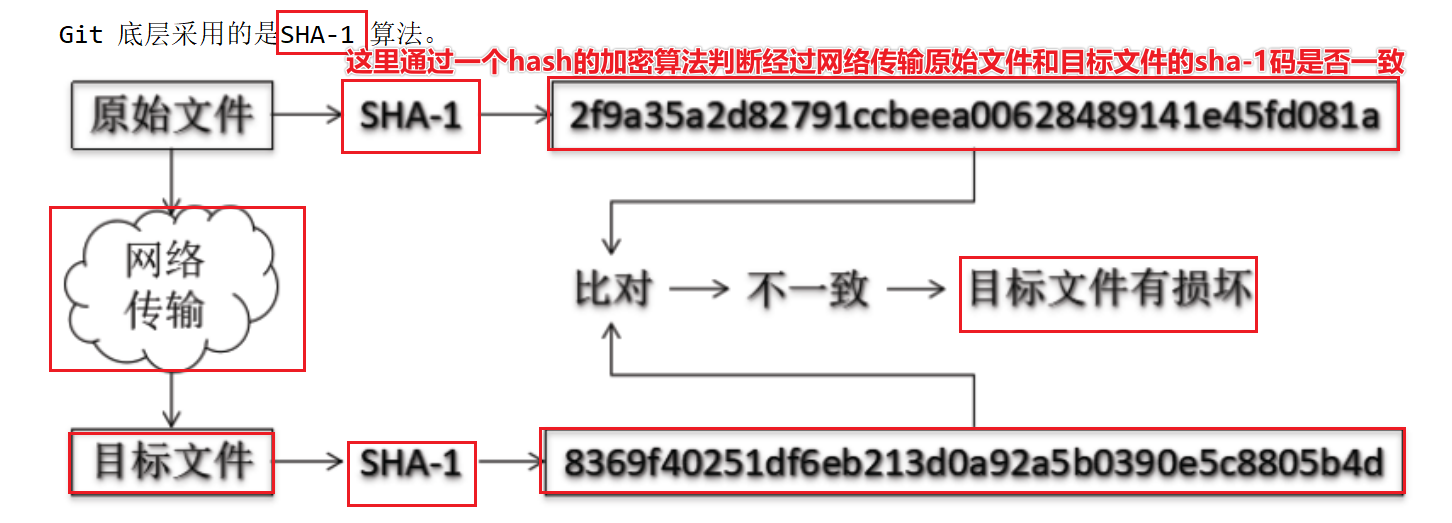 Git 底层采用的是SHA-1 算法。
这里通过一个hash的加密算法判断经过网络传输原始文件和目标文件的sha-1码是否一致
原始文件
SHA-1
2f9a35a2d82791ccbeea00628489141e45fd081a
网络
传输
比对
不一致
目标文件有损坏
目标文件
SHA-1
8369f40251df6eb213d0a92a5b0390e5c8805b4d